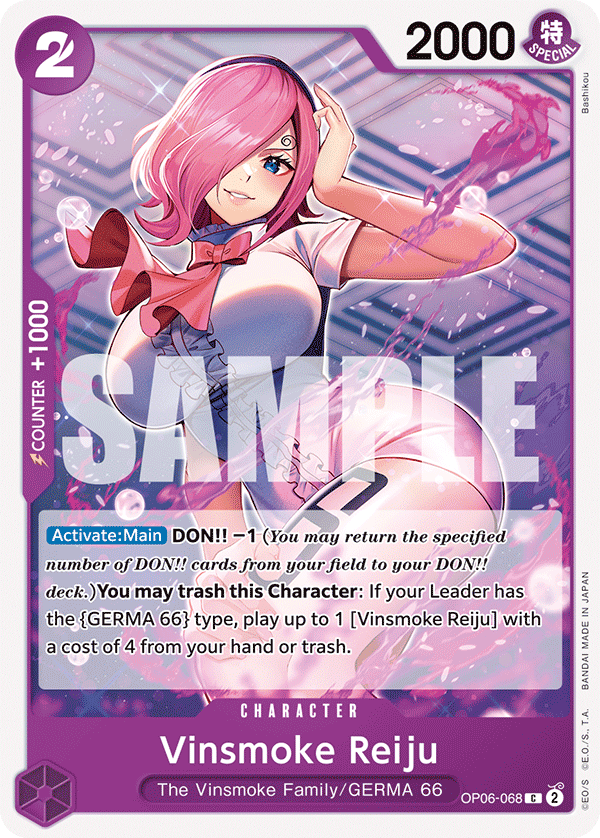 2
2000
特
SPECIAL
Bashikou
COUNTER +1000
SAMPLE
Activate:Main DON!! −1 (You may return the specified
number of DON!! cards from your field to your DON!!
deck.)You may trash this Character: If your Leader has
the {GERMA 66} type, play up to 1 [Vinsmoke Reiju] with
a cost of 4 from your hand or trash.
CHARACTER
Vinsmoke Reiju
The Vinsmoke Family/GERMA 66
OP06-068 C 2
©EO/S ©E.O./S., T.A. BANDAI MADE IN JAPAN